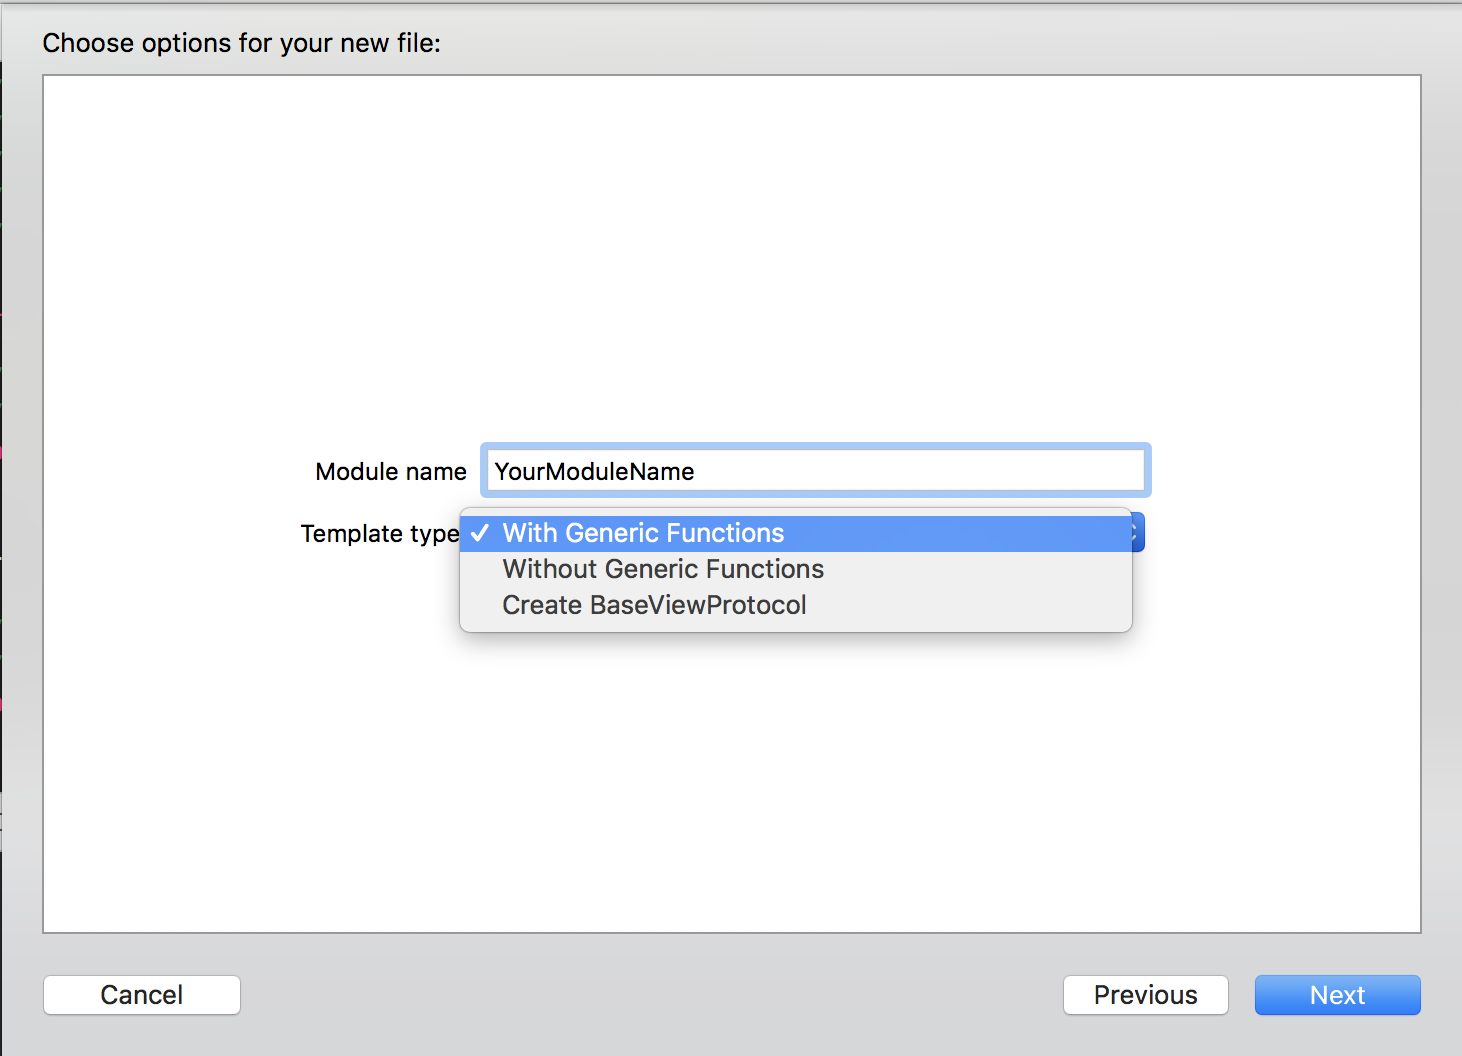 Choose options for your new file:
Module name YourModuleName
Template type ✓ With Generic Functions
Without Generic Functions
Create BaseViewProtocol
Cancel Previous Next